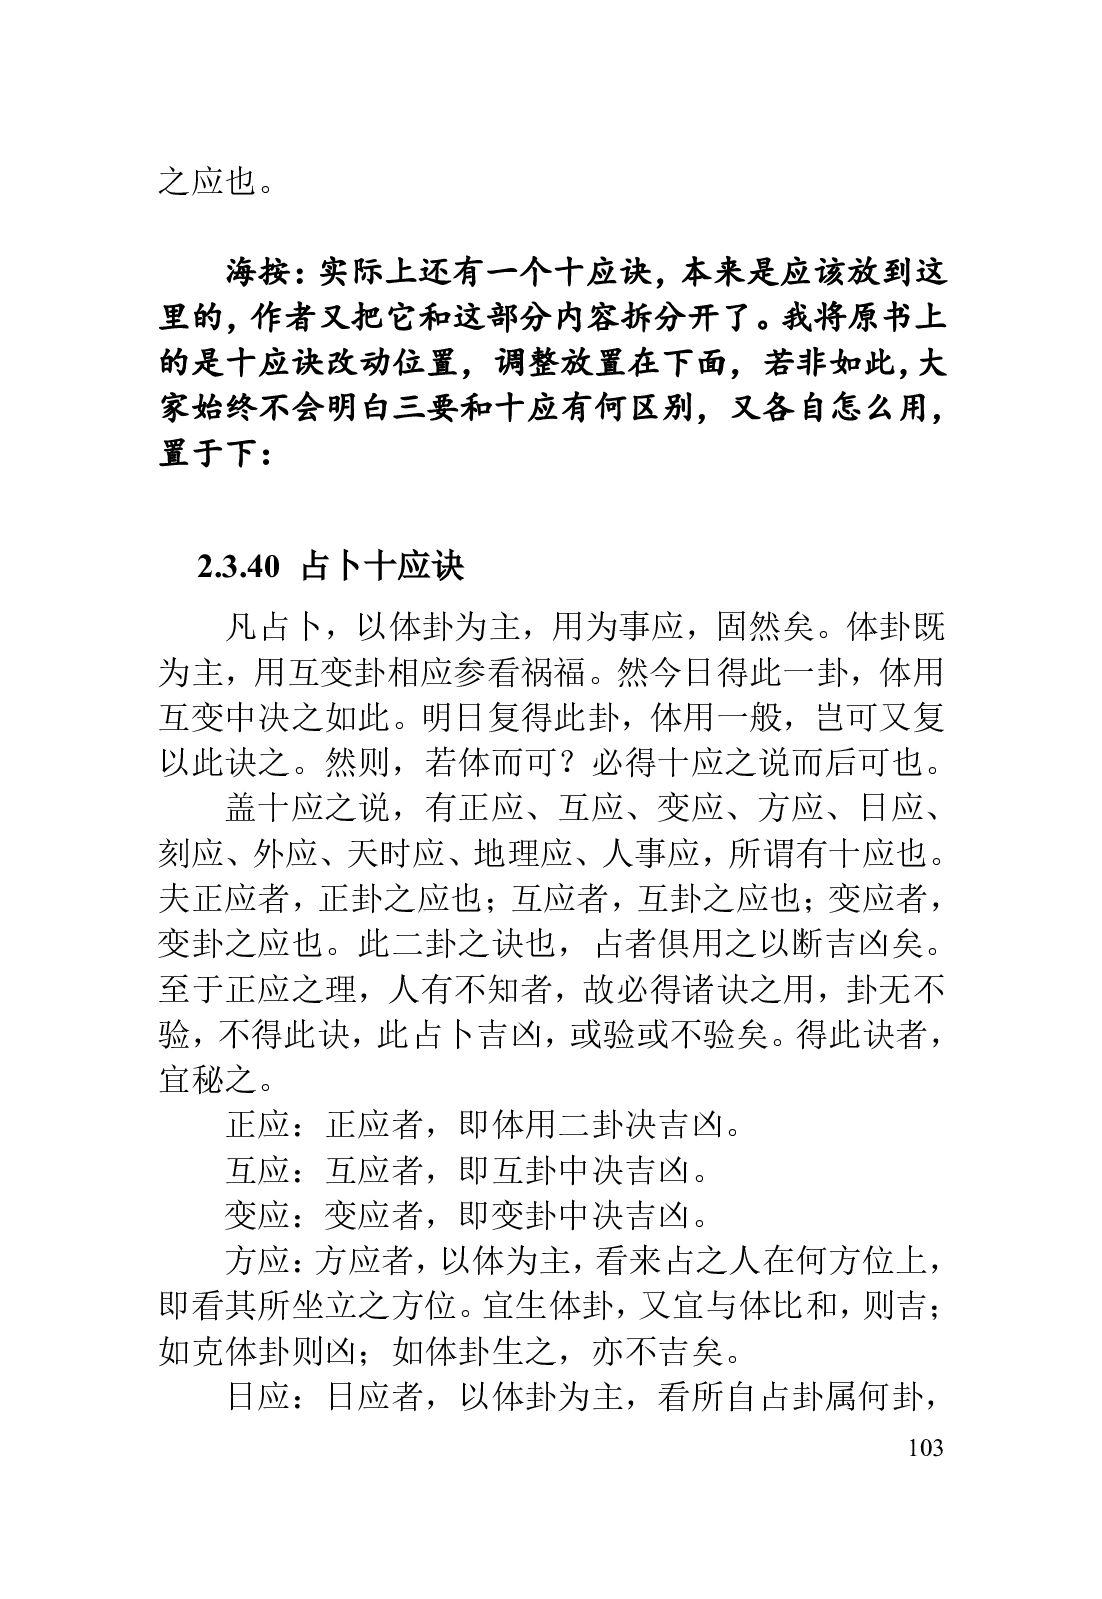 之应也。
海按：实际上还有一个十应诀，本来是应该放到这
里的，作者又把它和这部分内容拆分开了。我将原书上
的是十应诀改动位置，调整放置在下面，若非如此，大
家始终不会明白三要和十应有何区别，又各自怎么用，
置于下：
2.3.40 占卜十应诀
凡占卜，以体卦为主，用为事应，固然矣。体卦既
为主，用互变卦相应参看祸福。然今日得此一卦，体用
互变中决之如此。明日复得此卦，体用一般，岂可又复
以此诀之。然则，若体而可？必得十应之说而后可也。
盖十应之说，有正应、互应、变应、方应、日应、
刻应、外应、天时应、地理应、人事应，所谓有十应也。
夫正应者，正卦之应也；互应者，互卦之应也；变应者，
变卦之应也。此二卦之诀也，占者俱用之以断吉凶矣。
至于正应之理，人有不知者，故必得诸诀之用，卦无不
验，不得此诀，此占卜吉凶，或验或不验矣。得此诀者，
宜秘之。
正应：正应者，即体用二卦决吉凶。
互应：互应者，即互卦中决吉凶。
变应：变应者，即变卦中决吉凶。
方应：方应者，以体为主，看来占之人在何方位上，
即看其所坐立之方位。宜生体卦，又宜与体比和，则吉；
如克体卦则凶；如体卦生之，亦不吉矣。
日应：日应者，以体卦为主，看所自占卦属何卦，
103